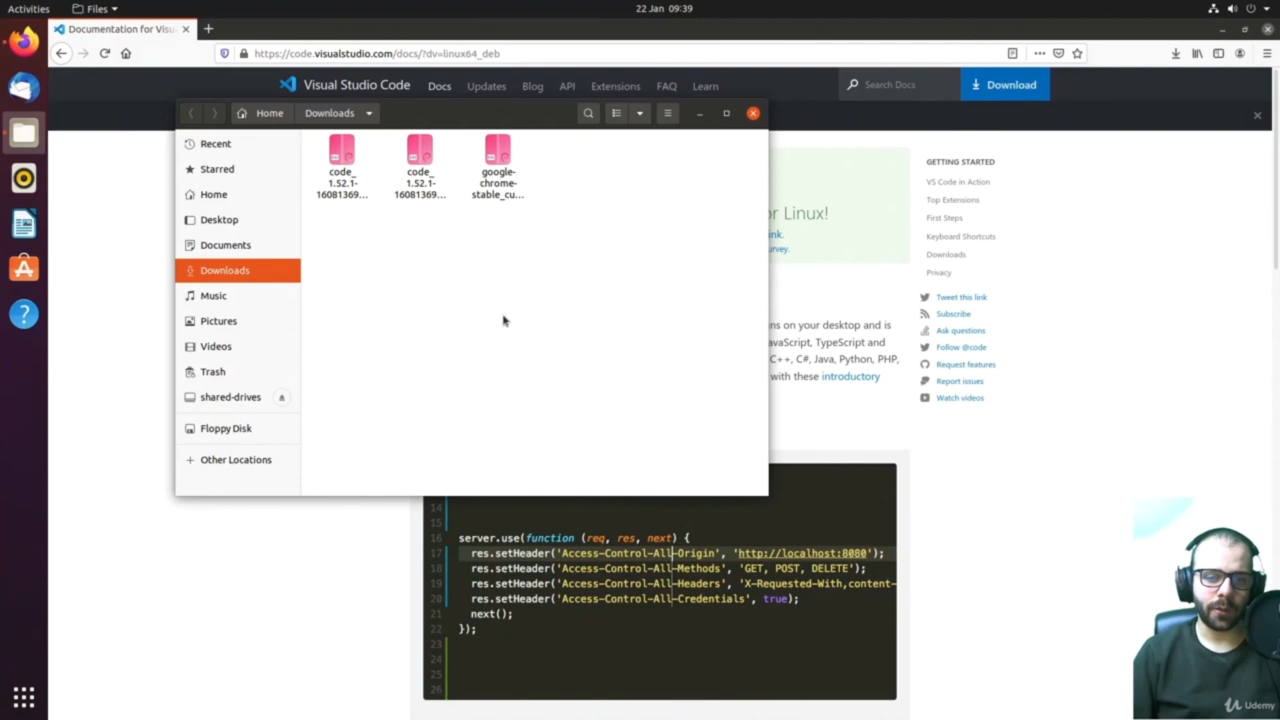 Activities
Files
22 Jan 09:39
Documentation for Visu
https://code.visualstudio.com/docs/?dv=linux64_deb
Visual Studio Code
Docs
Updates
Blog
API
FAQ
Extensions
Learn
Search Docs
Download
Home
Downloads
Recent
Starred
Home
Desktop
Documents
Downloads
Music
Pictures
Videos
Trash
shared-drives
Floppy Disk
+ Other Locations
code_
1.52.1-
16081369...
code_
1.52.1-
16081369...
google-
chrome-
stable_cu...
or Linux!
ink.
urvey.
ns on your desktop and is
avaScript, TypeScript and
C++, C#, Java, Python, PHP,
with these introductory
GETTING STARTED
VS Code in Action
Top Extensions
First Steps
Keyboard Shortcuts
Downloads
Privacy
Tweet this link
Subscribe
Ask questions
Follow @code
Request features
Report issues
Watch videos
14
15
16 server.use(function (req, res, next) {
17 res.setHeader('Access-Control-All-Origin', 'http://localhost:8080');
18 res.setHeader('Access-Control-All-Methods', 'GET, POST, DELETE');
19 res.setHeader('Access-Control-All-Headers', 'X-Requested-With,content-
20 res.setHeader('Access-Control-All-Credentials', true);
21 next();
22 });
23
24
25
26
Udemy